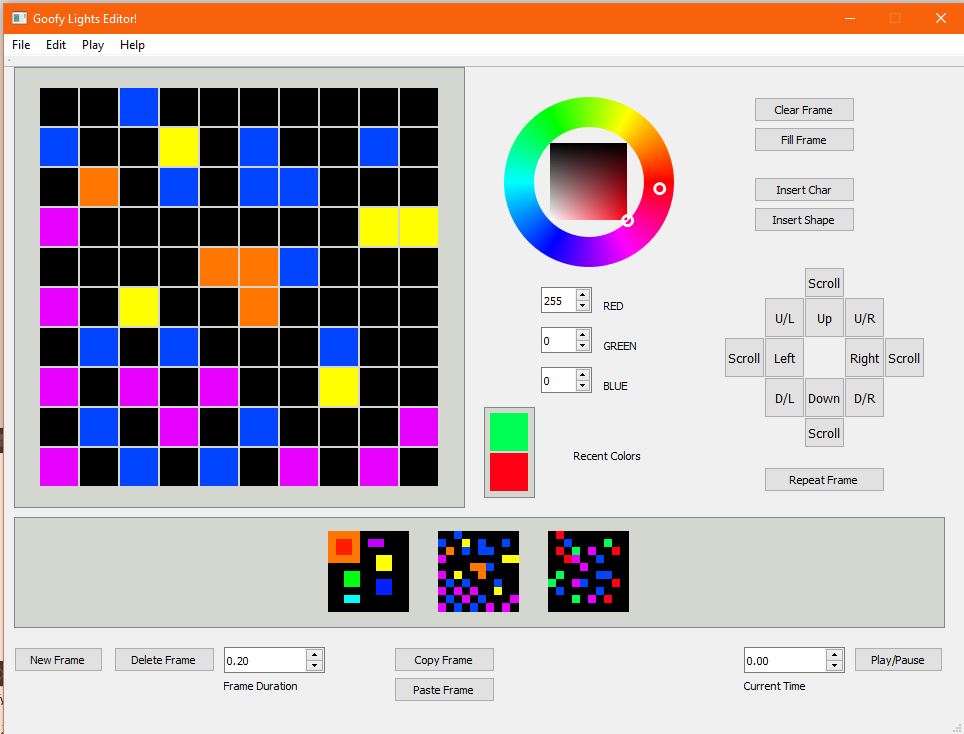 Goofy Lights Editor!
File Edit Play Help
Clear Frame
Fill Frame
Insert Char
Insert Shape
255 RED
0 GREEN
0 BLUE
Recent Colors
Scroll
U/L Up U/R
Scroll Left Right Scroll
D/L Down D/R
Scroll
Repeat Frame
New Frame Delete Frame 0.20 Copy Frame 0.00 Play/Pause
Frame Duration Paste Frame Current Time